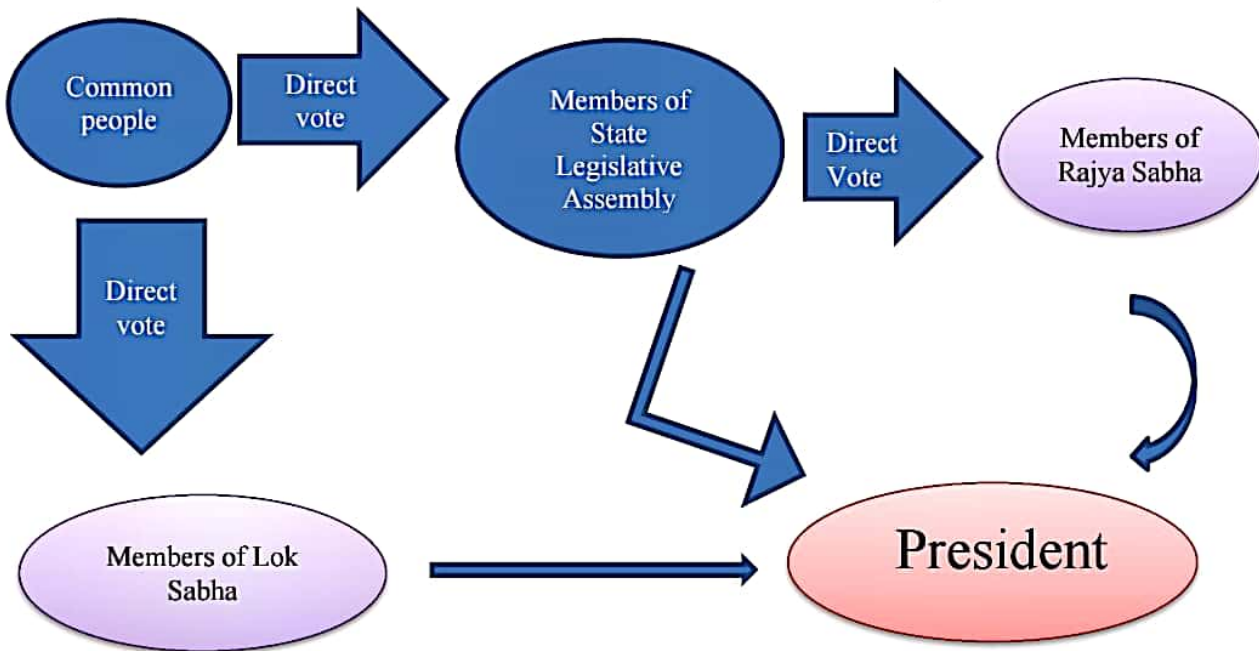 Common
people
Direct
vote
Members of
State
Legislative
Assembly
Direct
Vote
Members of
Rajya Sabha
Direct
vote
Members of Lok
Sabha
President